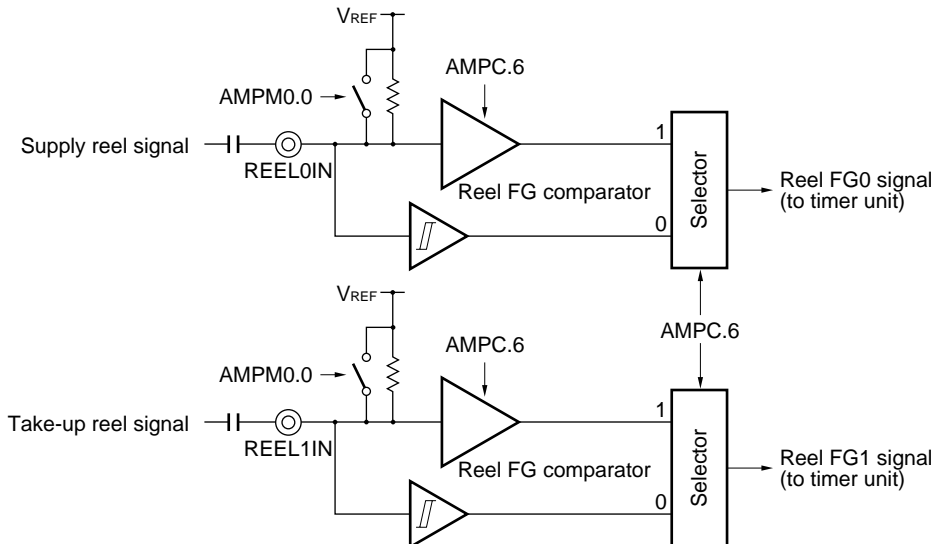 VREF
AMPC.6
AMPM0.0
Supply reel signal
REEL0IN
1
Reel FG comparator
0
Selector
Reel FG0 signal
(to timer unit)
VREF
AMPC.6
AMPC.6
AMPM0.0
Take-up reel signal
REEL1IN
1
Reel FG comparator
0
Selector
Reel FG1 signal
(to timer unit)